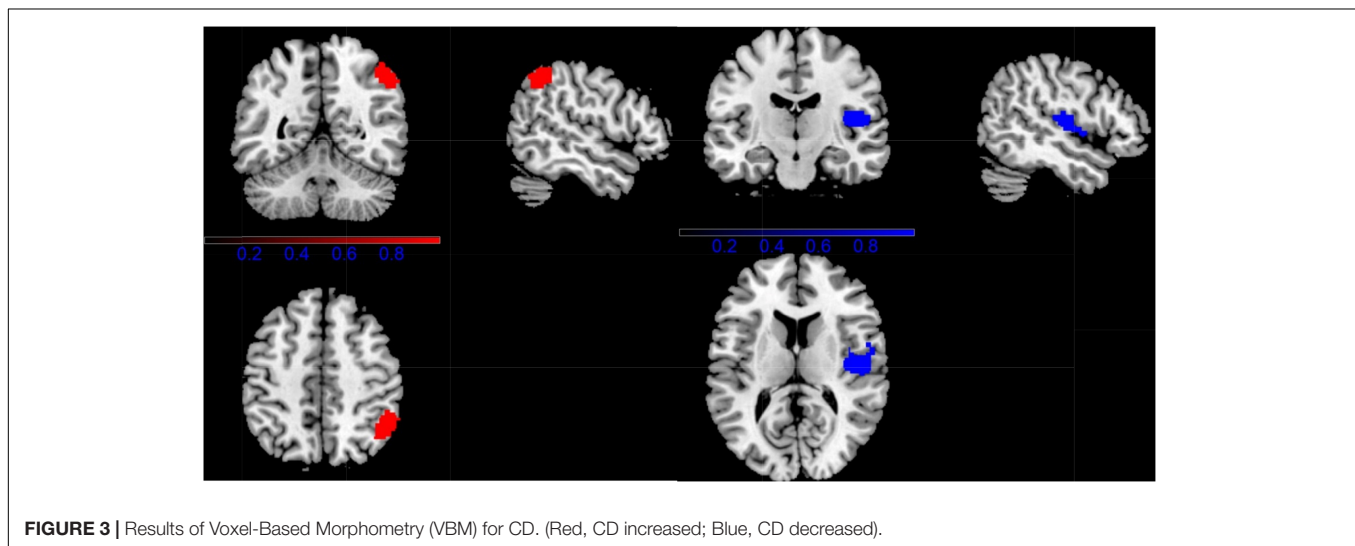 0.2 0.4 0.6 0.8
0.2 0.4 0.6 0.8
FIGURE 3 | Results of Voxel-Based Morphometry (VBM) for CD. (Red, CD increased; Blue, CD decreased).